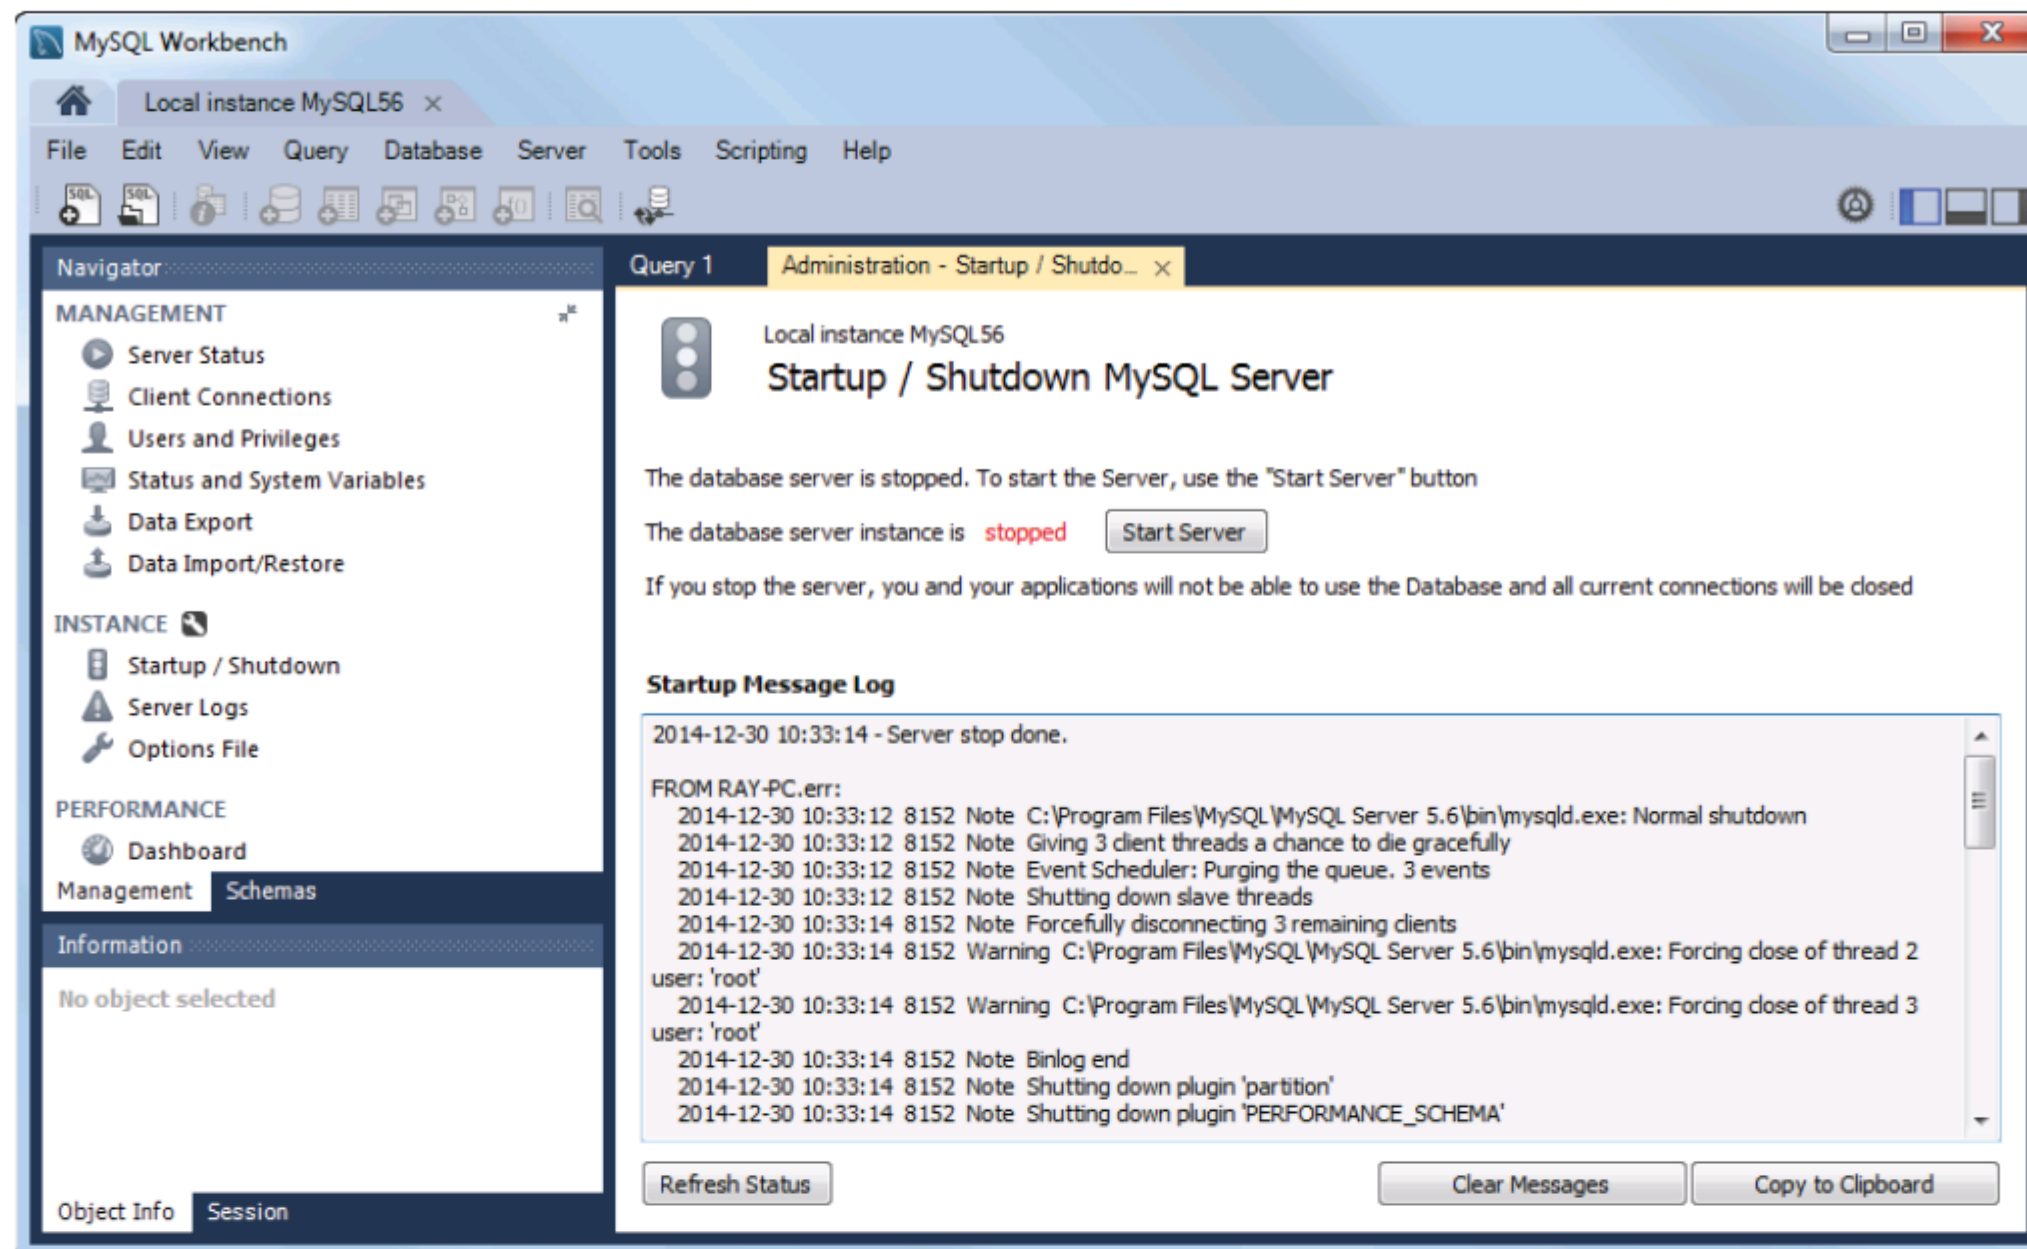 MySQL Workbench
Local instance MySQL56
File Edit View Query Database Server Tools Scripting Help
Navigator
MANAGEMENT
Server Status
Client Connections
Users and Privileges
Status and System Variables
Data Export
Data Import/Restore
INSTANCE
Startup / Shutdown
Server Logs
Options File
PERFORMANCE
Dashboard
Management Schemas
Information
No object selected
Object Info Session
Query 1 Administration - Startup / Shutdo...
Local instance MySQL56
Startup / Shutdown MySQL Server
The database server is stopped. To start the Server, use the "Start Server" button
The database server instance is stopped Start Server
If you stop the server, you and your applications will not be able to use the Database and all current connections will be closed
Startup Message Log
2014-12-30 10:33:14 - Server stop done.
FROM RAY-PC.err:
2014-12-30 10:33:12 8152 Note C:\Program Files\MySQL\MySQL Server 5.6\bin\mysqld.exe: Normal shutdown
2014-12-30 10:33:12 8152 Note Giving 3 client threads a chance to die gracefully
2014-12-30 10:33:12 8152 Note Event Scheduler: Purging the queue. 3 events
2014-12-30 10:33:12 8152 Note Shutting down slave threads
2014-12-30 10:33:14 8152 Note Forcefully disconnecting 3 remaining clients
2014-12-30 10:33:14 8152 Warning C:\Program Files\MySQL\MySQL Server 5.6\bin\mysqld.exe: Forcing close of thread 2
user: 'root'
2014-12-30 10:33:14 8152 Warning C:\Program Files\MySQL\MySQL Server 5.6\bin\mysqld.exe: Forcing close of thread 3
user: 'root'
2014-12-30 10:33:14 8152 Note Binlog end
2014-12-30 10:33:14 8152 Note Shutting down plugin 'partition'
2014-12-30 10:33:14 8152 Note Shutting down plugin 'PERFORMANCE_SCHEMA'
Refresh Status Clear Messages Copy to Clipboard